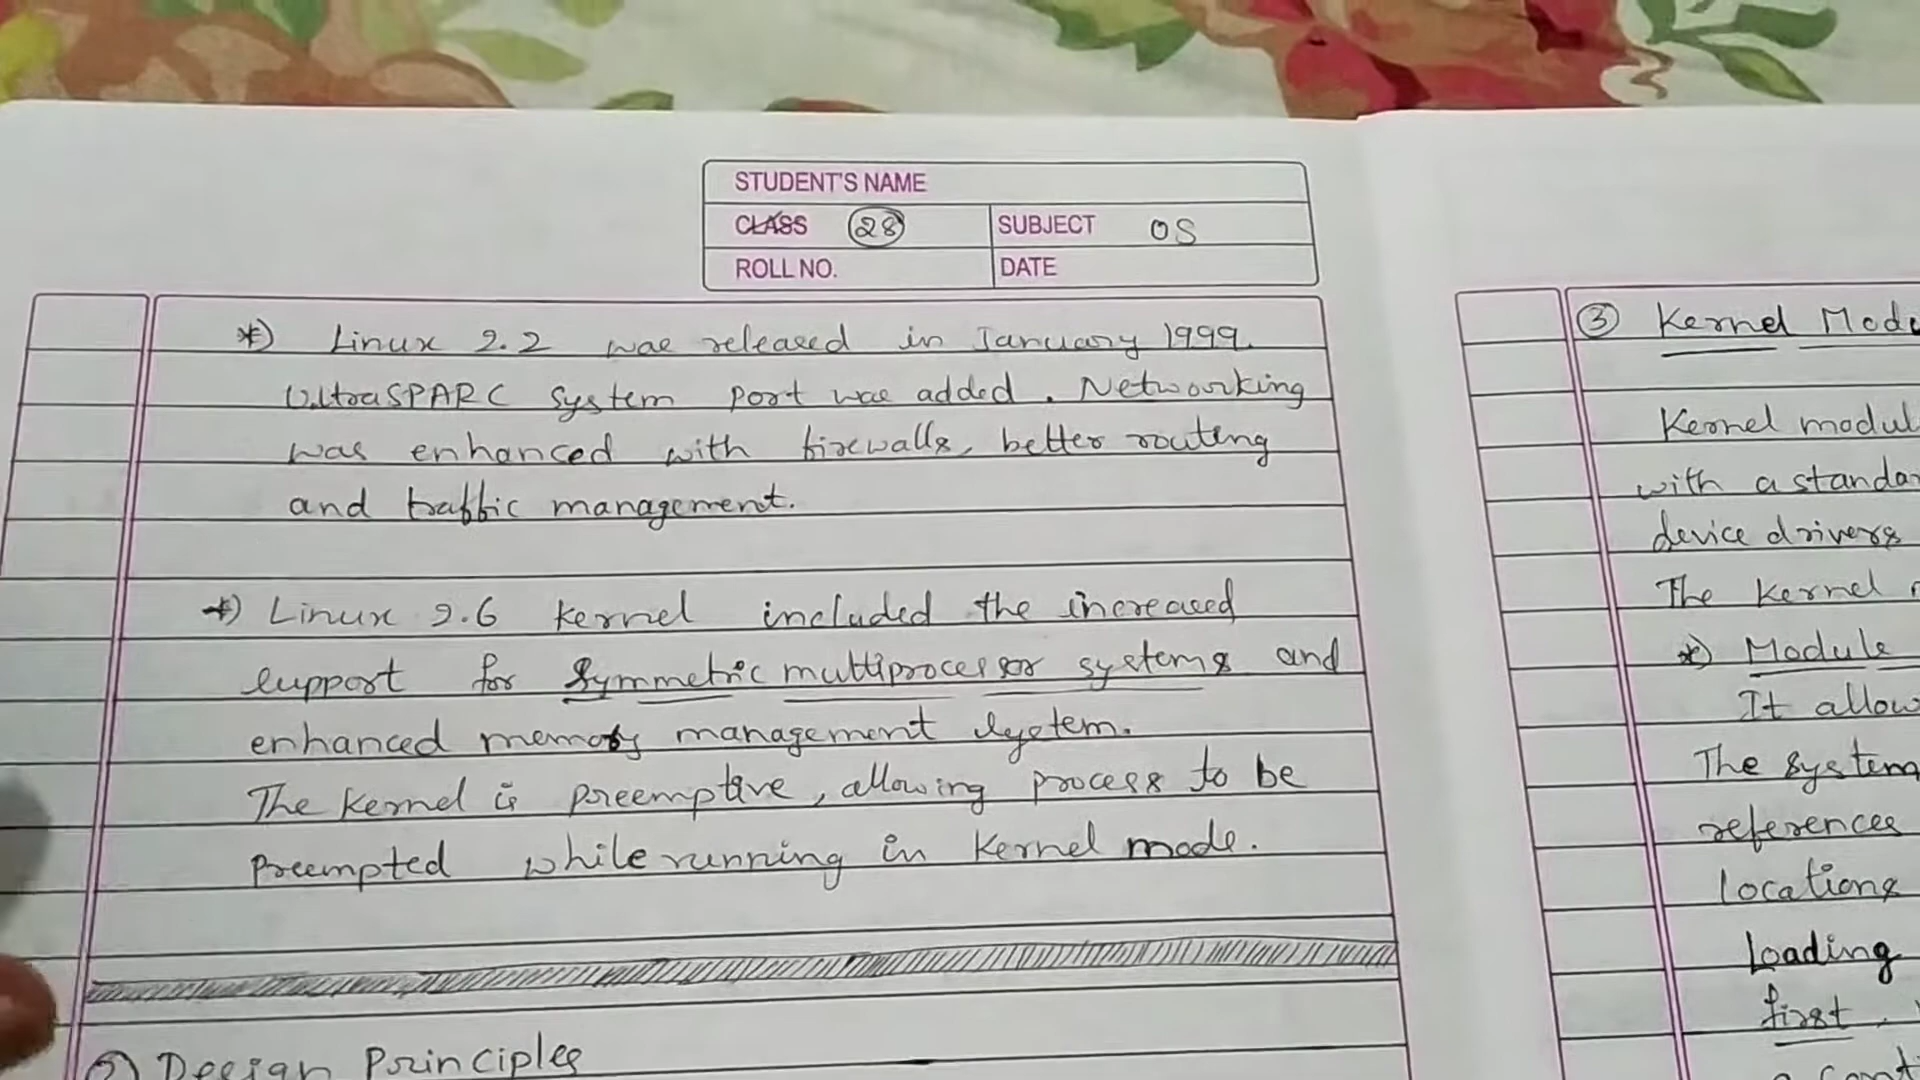 STUDENT'S NAME
CLASS 28 SUBJECT OS
ROLL NO. DATE
*) Linux 2.2 was released in January 1999.
UltraSPARC system port was added. Networking
was enhanced with firewalls, better routing
and traffic management.
*) Linux 2.6 kernel included the increased
support for symmetric multiprocessor systems and
enhanced memory management system.
The kernel is preemptive, allowing process to be
preempted while running in kernel mode.
2) Design Principles
③ Kernel Modu
Kernel modul
with a standar
device drivers
The kernel
*) Module
It allow
The system
references
locations
loading
first.